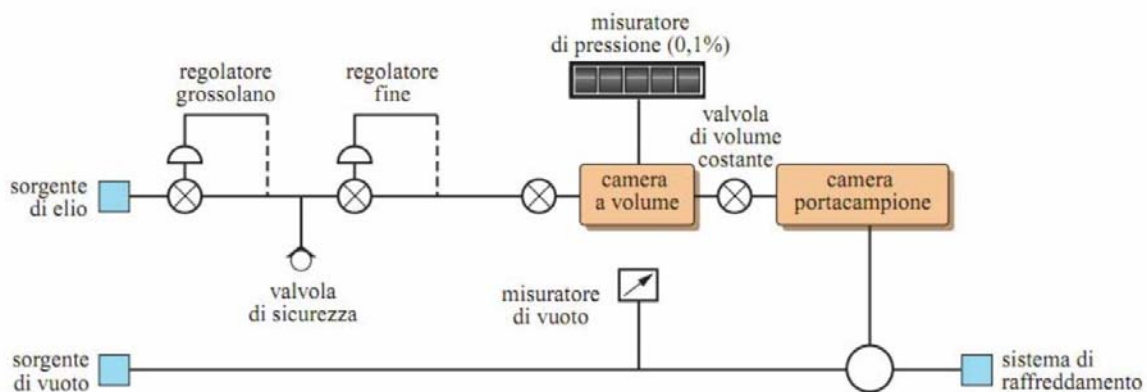 misuratore
di pressione (0,1%)
regolatore
grossolano
regolatore
fine
valvola
di volume
costante
sorgente
di elio
camera
a volume
camera
portacampione
valvola
di sicurezza
misuratore
di vuoto
sorgente
di vuoto
sistema di
raffreddamento